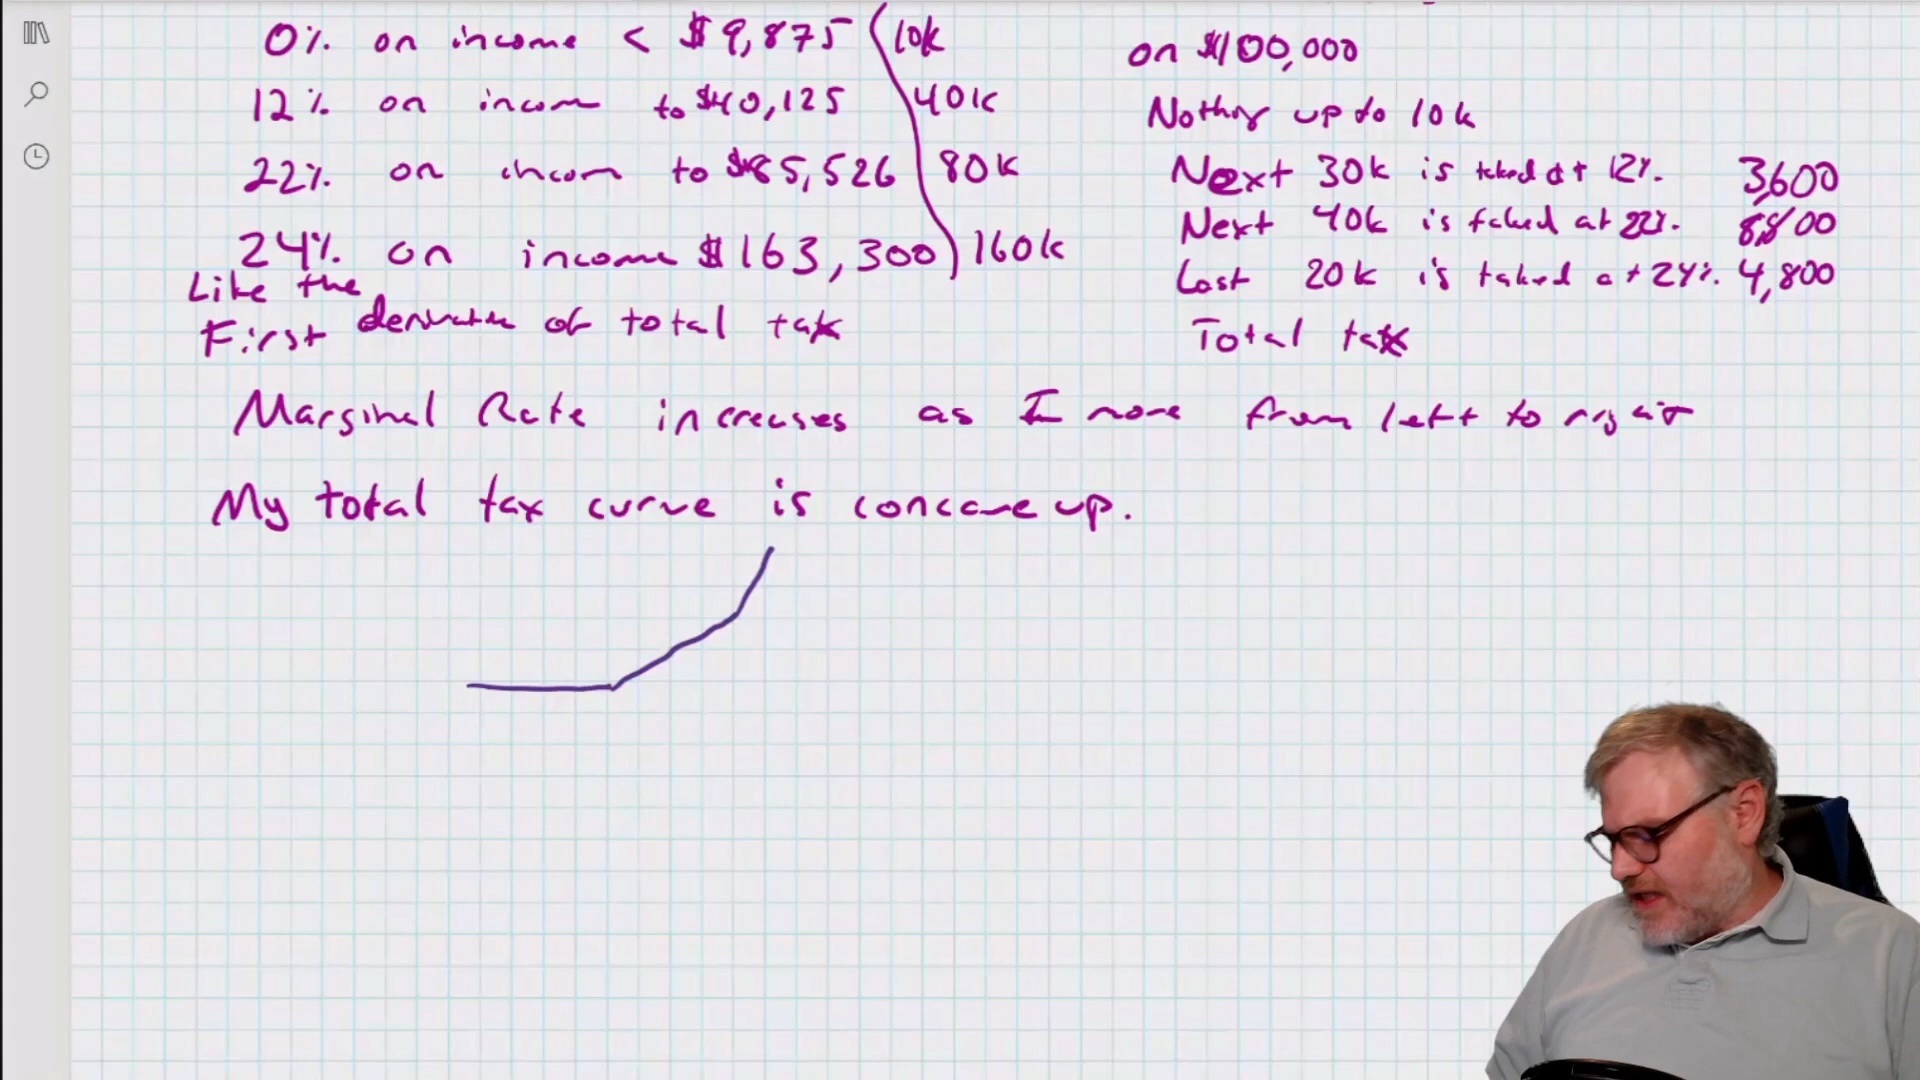 0% on income < $9,875 10k
12% on incom to $40,125 40k
22% on incom to $85,526 80k
24% on income $163,300 160k
Like the
First derivative of total tax
on $100,000
Nothing up to 10k
Next 30k is taxed at 12%. 3,600
Next 40k is taxed at 22%. 8,800
Last 20k is taxed at 24%. 4,800
Total tax
Marginal Rate increases as I move from left to right
My total tax curve is concave up.